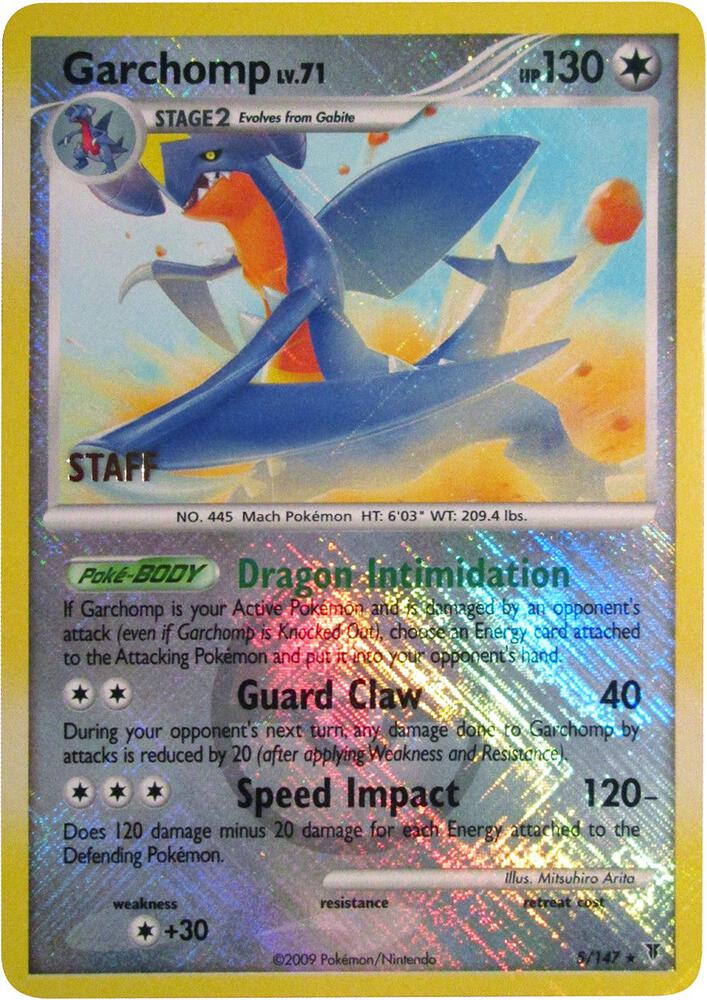 Garchomp LV.71 HP 130
STAGE2 Evolves from Gabite
STAFF
NO. 445 Mach Pokémon HT: 6'03" WT: 209.4 lbs.
Poké-BODY Dragon Intimidation
If Garchomp is your Active Pokémon and is damaged by an opponent's
attack (even if Garchomp is Knocked Out), choose an Energy card attached
to the Attacking Pokémon and put it into your opponent's hand.
Guard Claw 40
During your opponent's next turn, any damage done to Garchomp by
attacks is reduced by 20 (after applying Weakness and Resistance).
Speed Impact 120-
Does 120 damage minus 20 damage for each Energy attached to the
Defending Pokémon.
Illus. Mitsuhiro Arita
weakness resistance retreat cost
+30
©2009 Pokémon/Nintendo 5/147